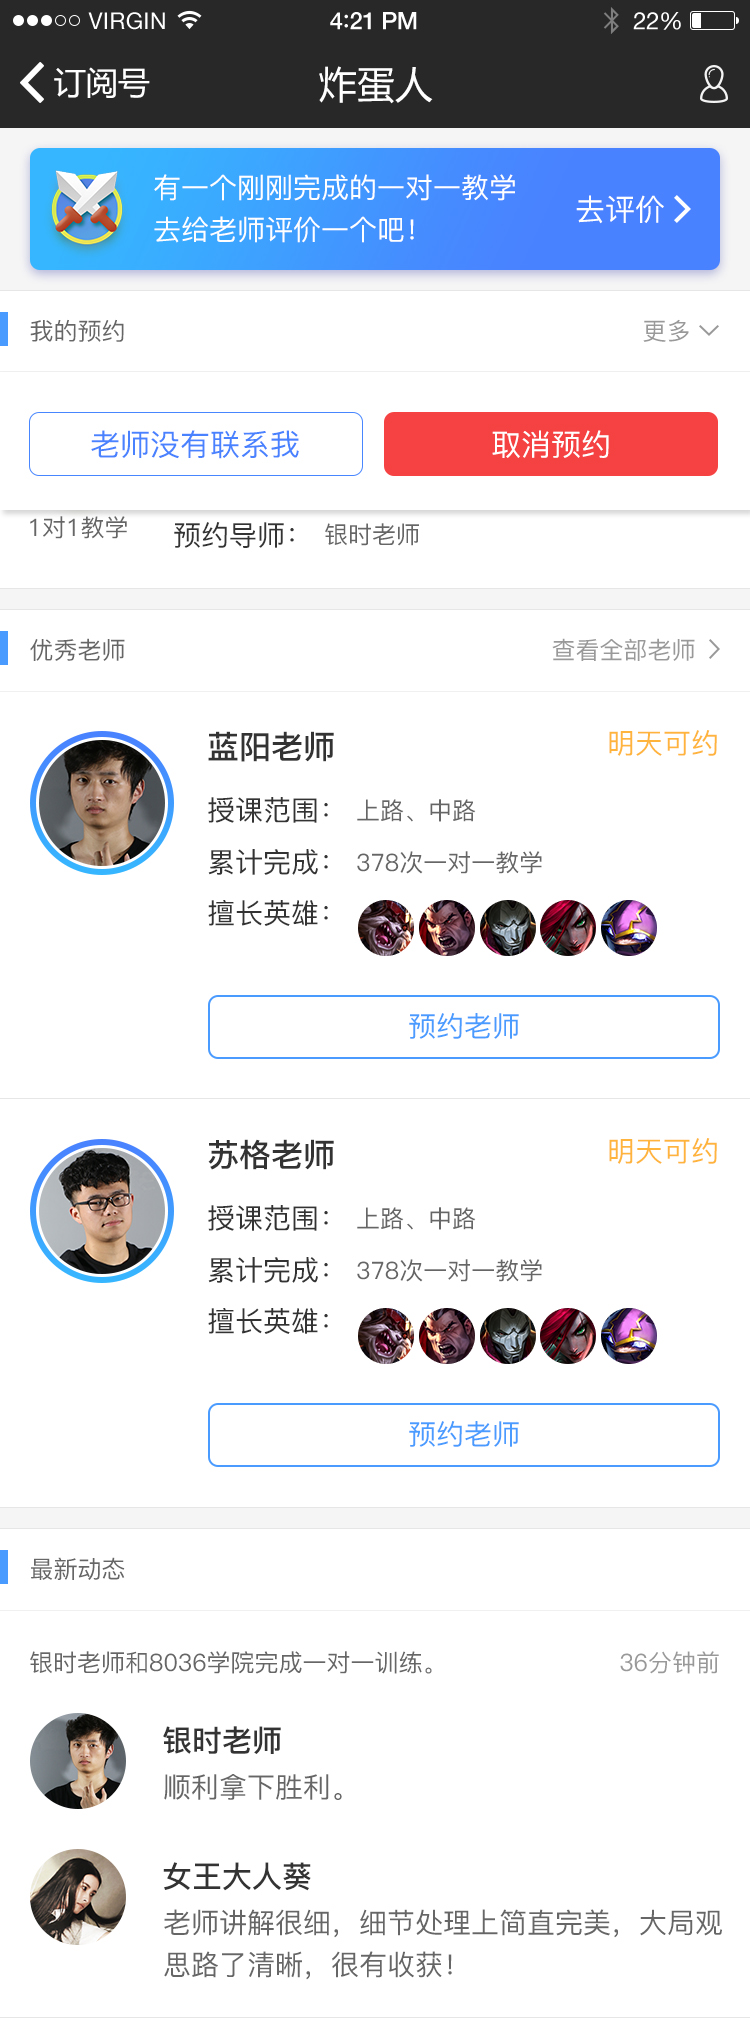 VIRGIN 4:21 PM 22%
订阅号 炸蛋人
有一个刚刚完成的一对一教学
去给老师评价一个吧！
去评价
我的预约 更多
老师没有联系我 取消预约
1对1教学 预约导师： 银时老师
优秀老师 查看全部老师
蓝阳老师 明天可约
授课范围： 上路、中路
累计完成： 378次一对一教学
擅长英雄：
预约老师
苏格老师 明天可约
授课范围： 上路、中路
累计完成： 378次一对一教学
擅长英雄：
预约老师
最新动态
银时老师和8036学院完成一对一训练。 36分钟前
银时老师
顺利拿下胜利。
女王大人葵
老师讲解很细，细节处理上简直完美，大局观
思路了清晰，很有收获！